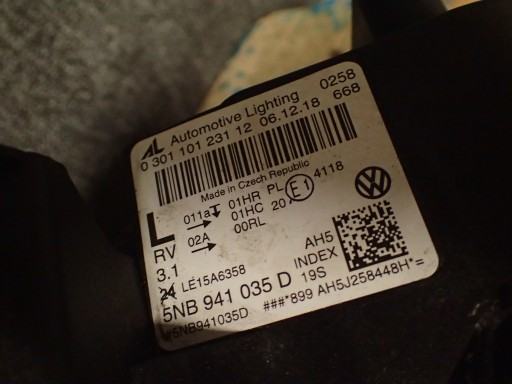 AL Automotive Lighting 0258
0 301 101 231 12 06.12.18 668
Made in Czech Republic
L 011a 01HR PL E1 4118
01HC 20
02A 00RL
RV
3.1 AH5
24 LE15A6358 INDEX
5NB 941 035 D 19S
#5NB941035D ###*899 AH5J258448H*=